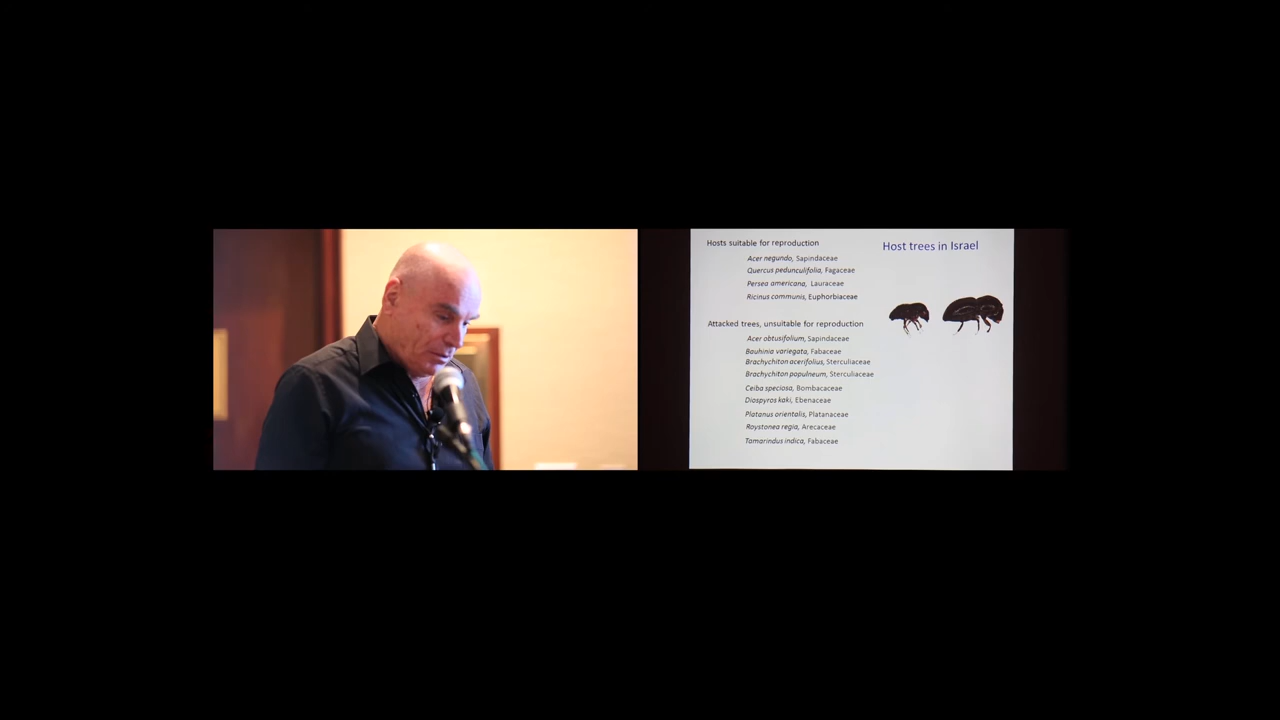 Host trees in Israel
Hosts suitable for reproduction
Acer negundo, Sapindaceae
Quercus pedunculifolia, Fagaceae
Persea americana, Lauraceae
Ricinus communis, Euphorbiaceae
Attacked trees, unsuitable for reproduction
Acer obtusifolium, Sapindaceae
Bauhinia variegata, Fabaceae
Brachychiton acerifolius, Sterculiaceae
Brachychiton populneum, Sterculiaceae
Ceiba speciosa, Bombacaceae
Diospyros kaki, Ebenaceae
Platanus orientalis, Platanaceae
Roystonea regia, Arecaceae
Tamarindus indica, Fabaceae